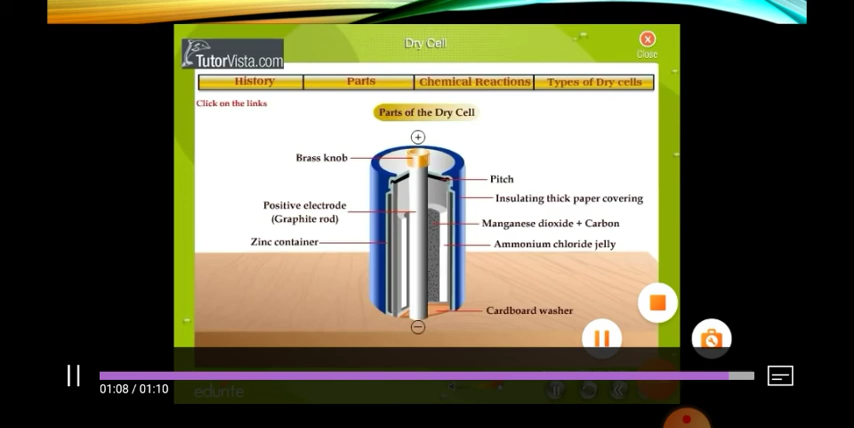 Dry Cell
Close
TutorVista.com
History
Parts
Chemical Reactions
Types of Dry cells
Click on the links
Parts of the Dry Cell
+
Brass knob
Pitch
Insulating thick paper covering
Positive electrode
(Graphite rod)
Manganese dioxide + Carbon
Zinc container
Ammonium chloride jelly
Cardboard washer
−
01:08 / 01:10
edurite